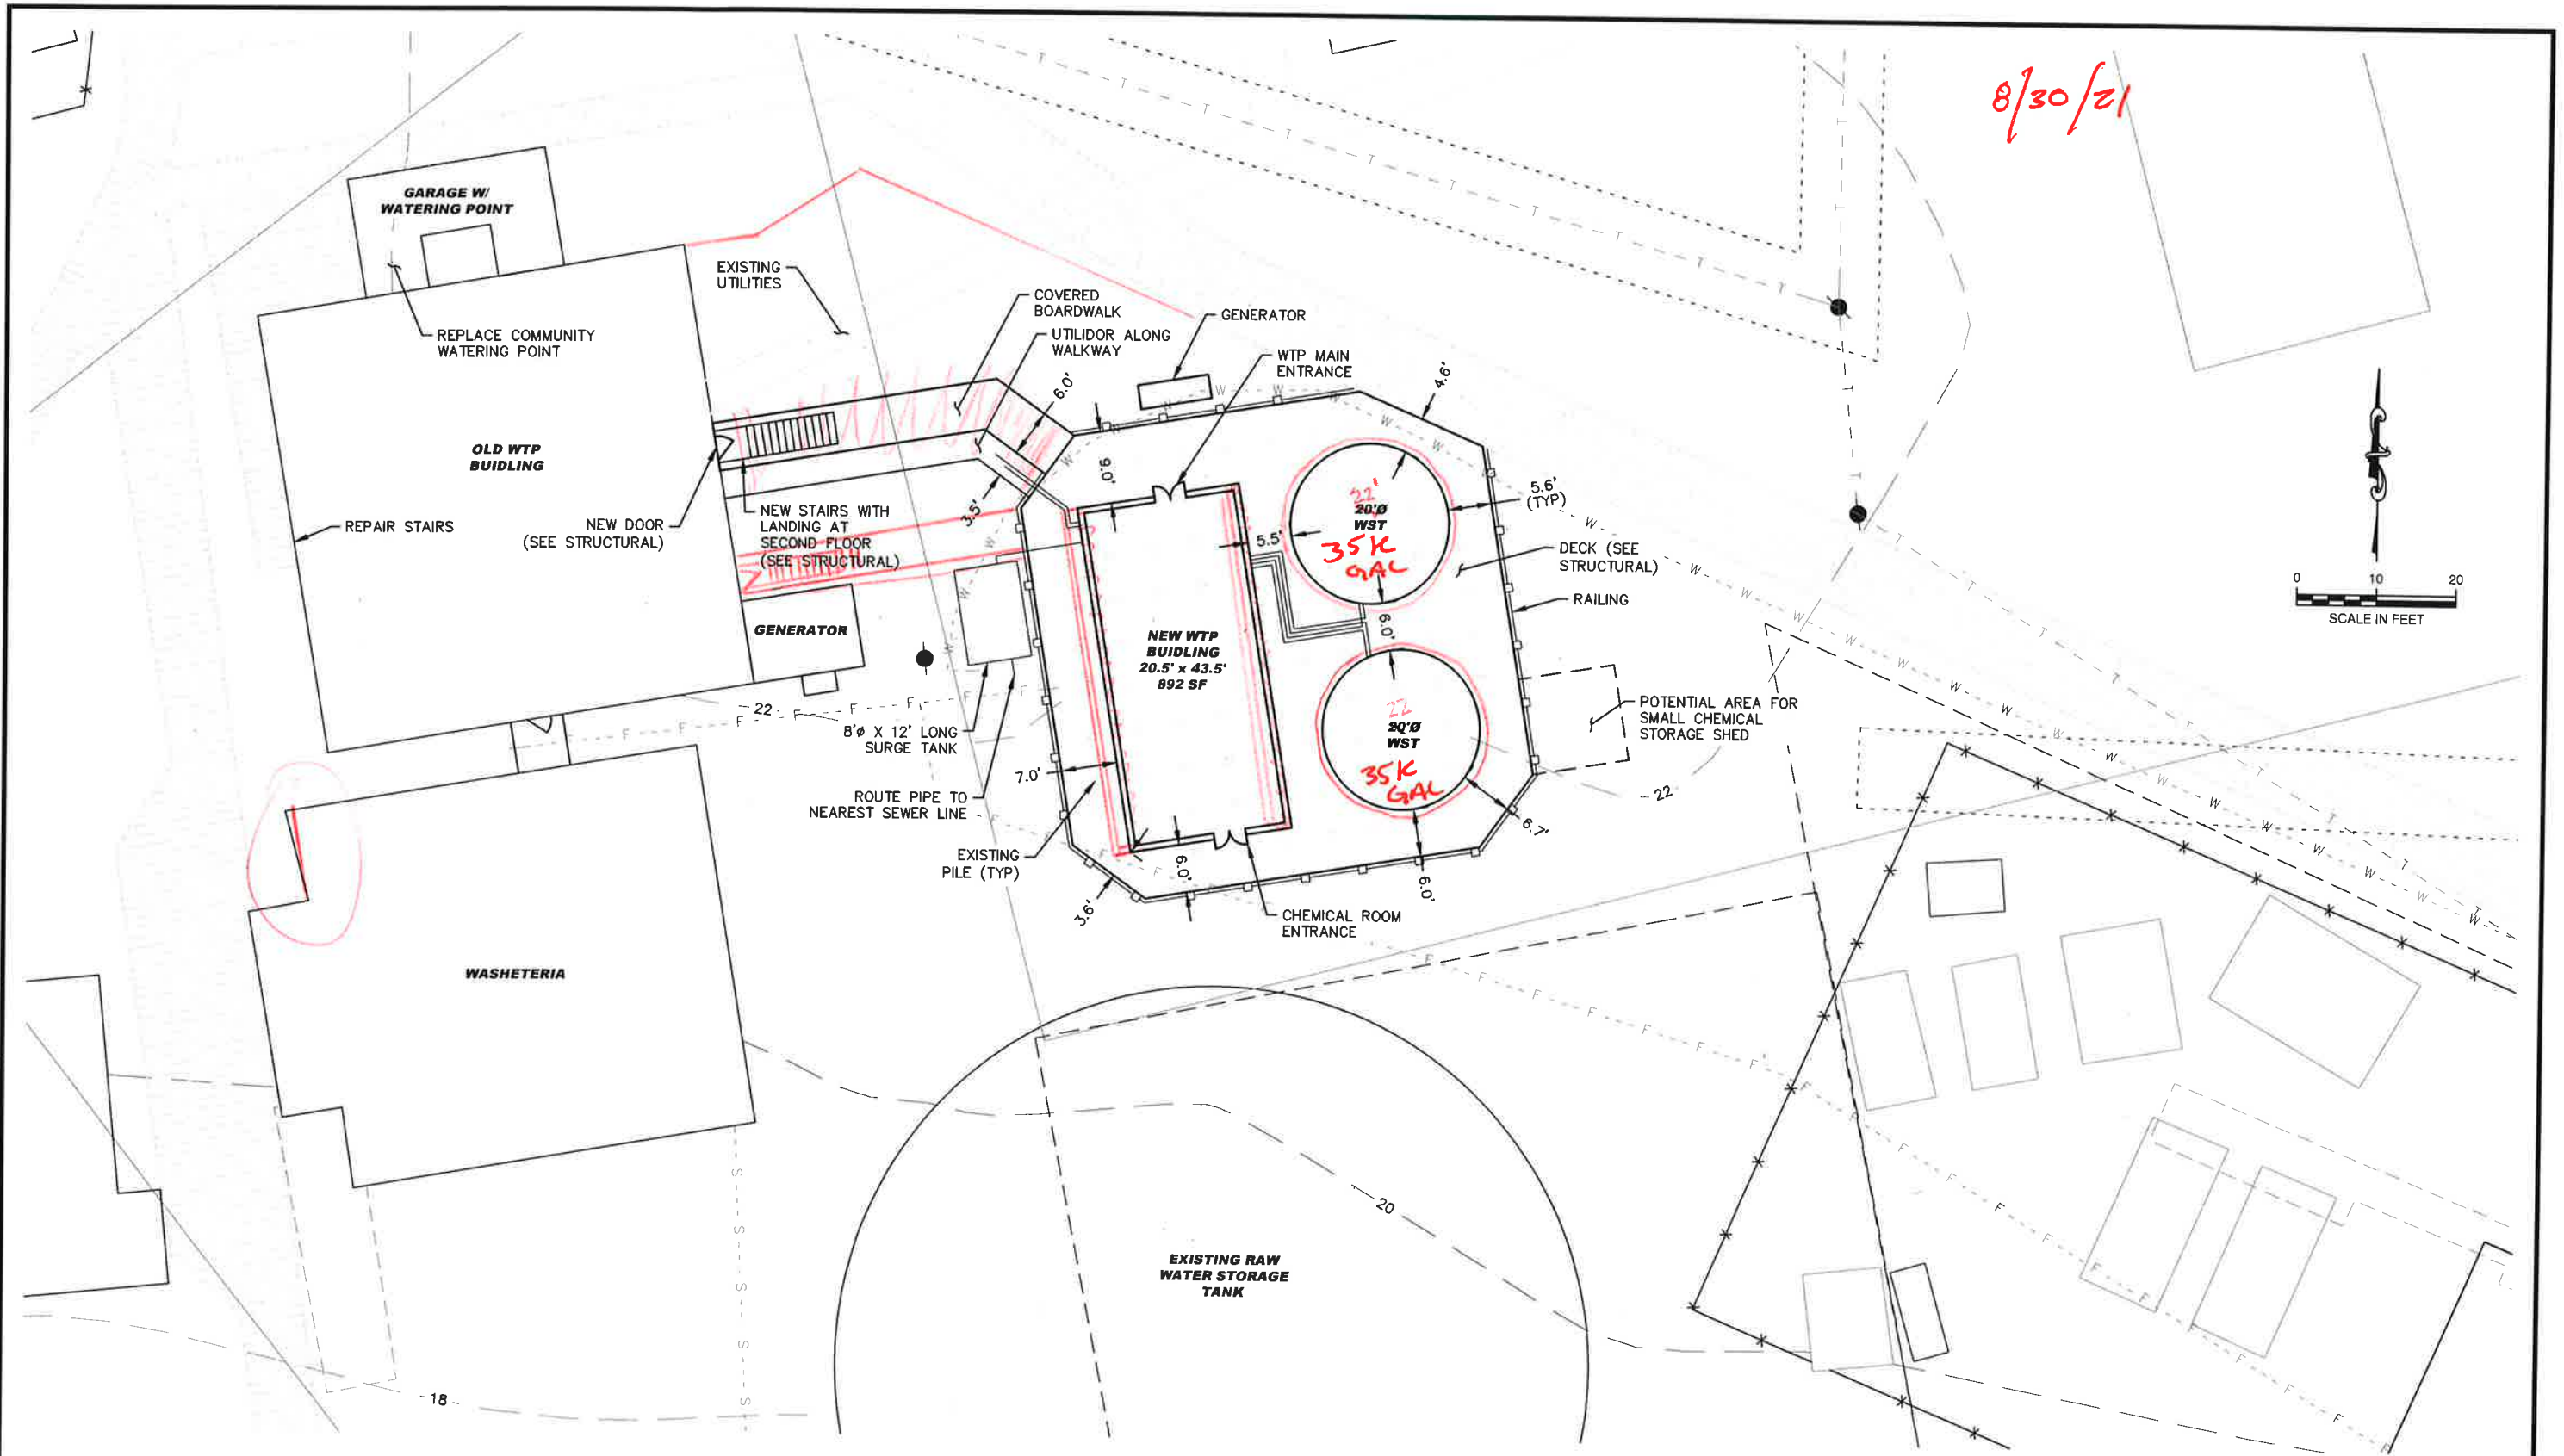 8/30/21
GARAGE W/
WATERING POINT
EXISTING
UTILITIES
COVERED
BOARDWALK
GENERATOR
UTILIDOR ALONG
WALKWAY
WTP MAIN
ENTRANCE
REPLACE COMMUNITY
WATERING POINT
6.0'
4.6'
OLD WTP
BUIDLING
9.0'
5.6'
(TYP)
22'
20'Ø
WST
35K
GAL
5.5'
3.5'
REPAIR STAIRS
NEW DOOR
(SEE STRUCTURAL)
NEW STAIRS WITH
LANDING AT
SECOND FLOOR
(SEE STRUCTURAL)
DECK (SEE
STRUCTURAL)
RAILING
0 10 20
SCALE IN FEET
GENERATOR
6.0'
NEW WTP
BUIDLING
20.5' x 43.5'
892 SF
22
20'Ø
WST
35K
GAL
POTENTIAL AREA FOR
SMALL CHEMICAL
STORAGE SHED
22
8'ø X 12' LONG
SURGE TANK
7.0'
22
ROUTE PIPE TO
NEAREST SEWER LINE
6.7'
EXISTING
PILE (TYP)
6.0'
6.0'
3.6'
CHEMICAL ROOM
ENTRANCE
WASHETERIA
20
EXISTING RAW
WATER STORAGE
TANK
18